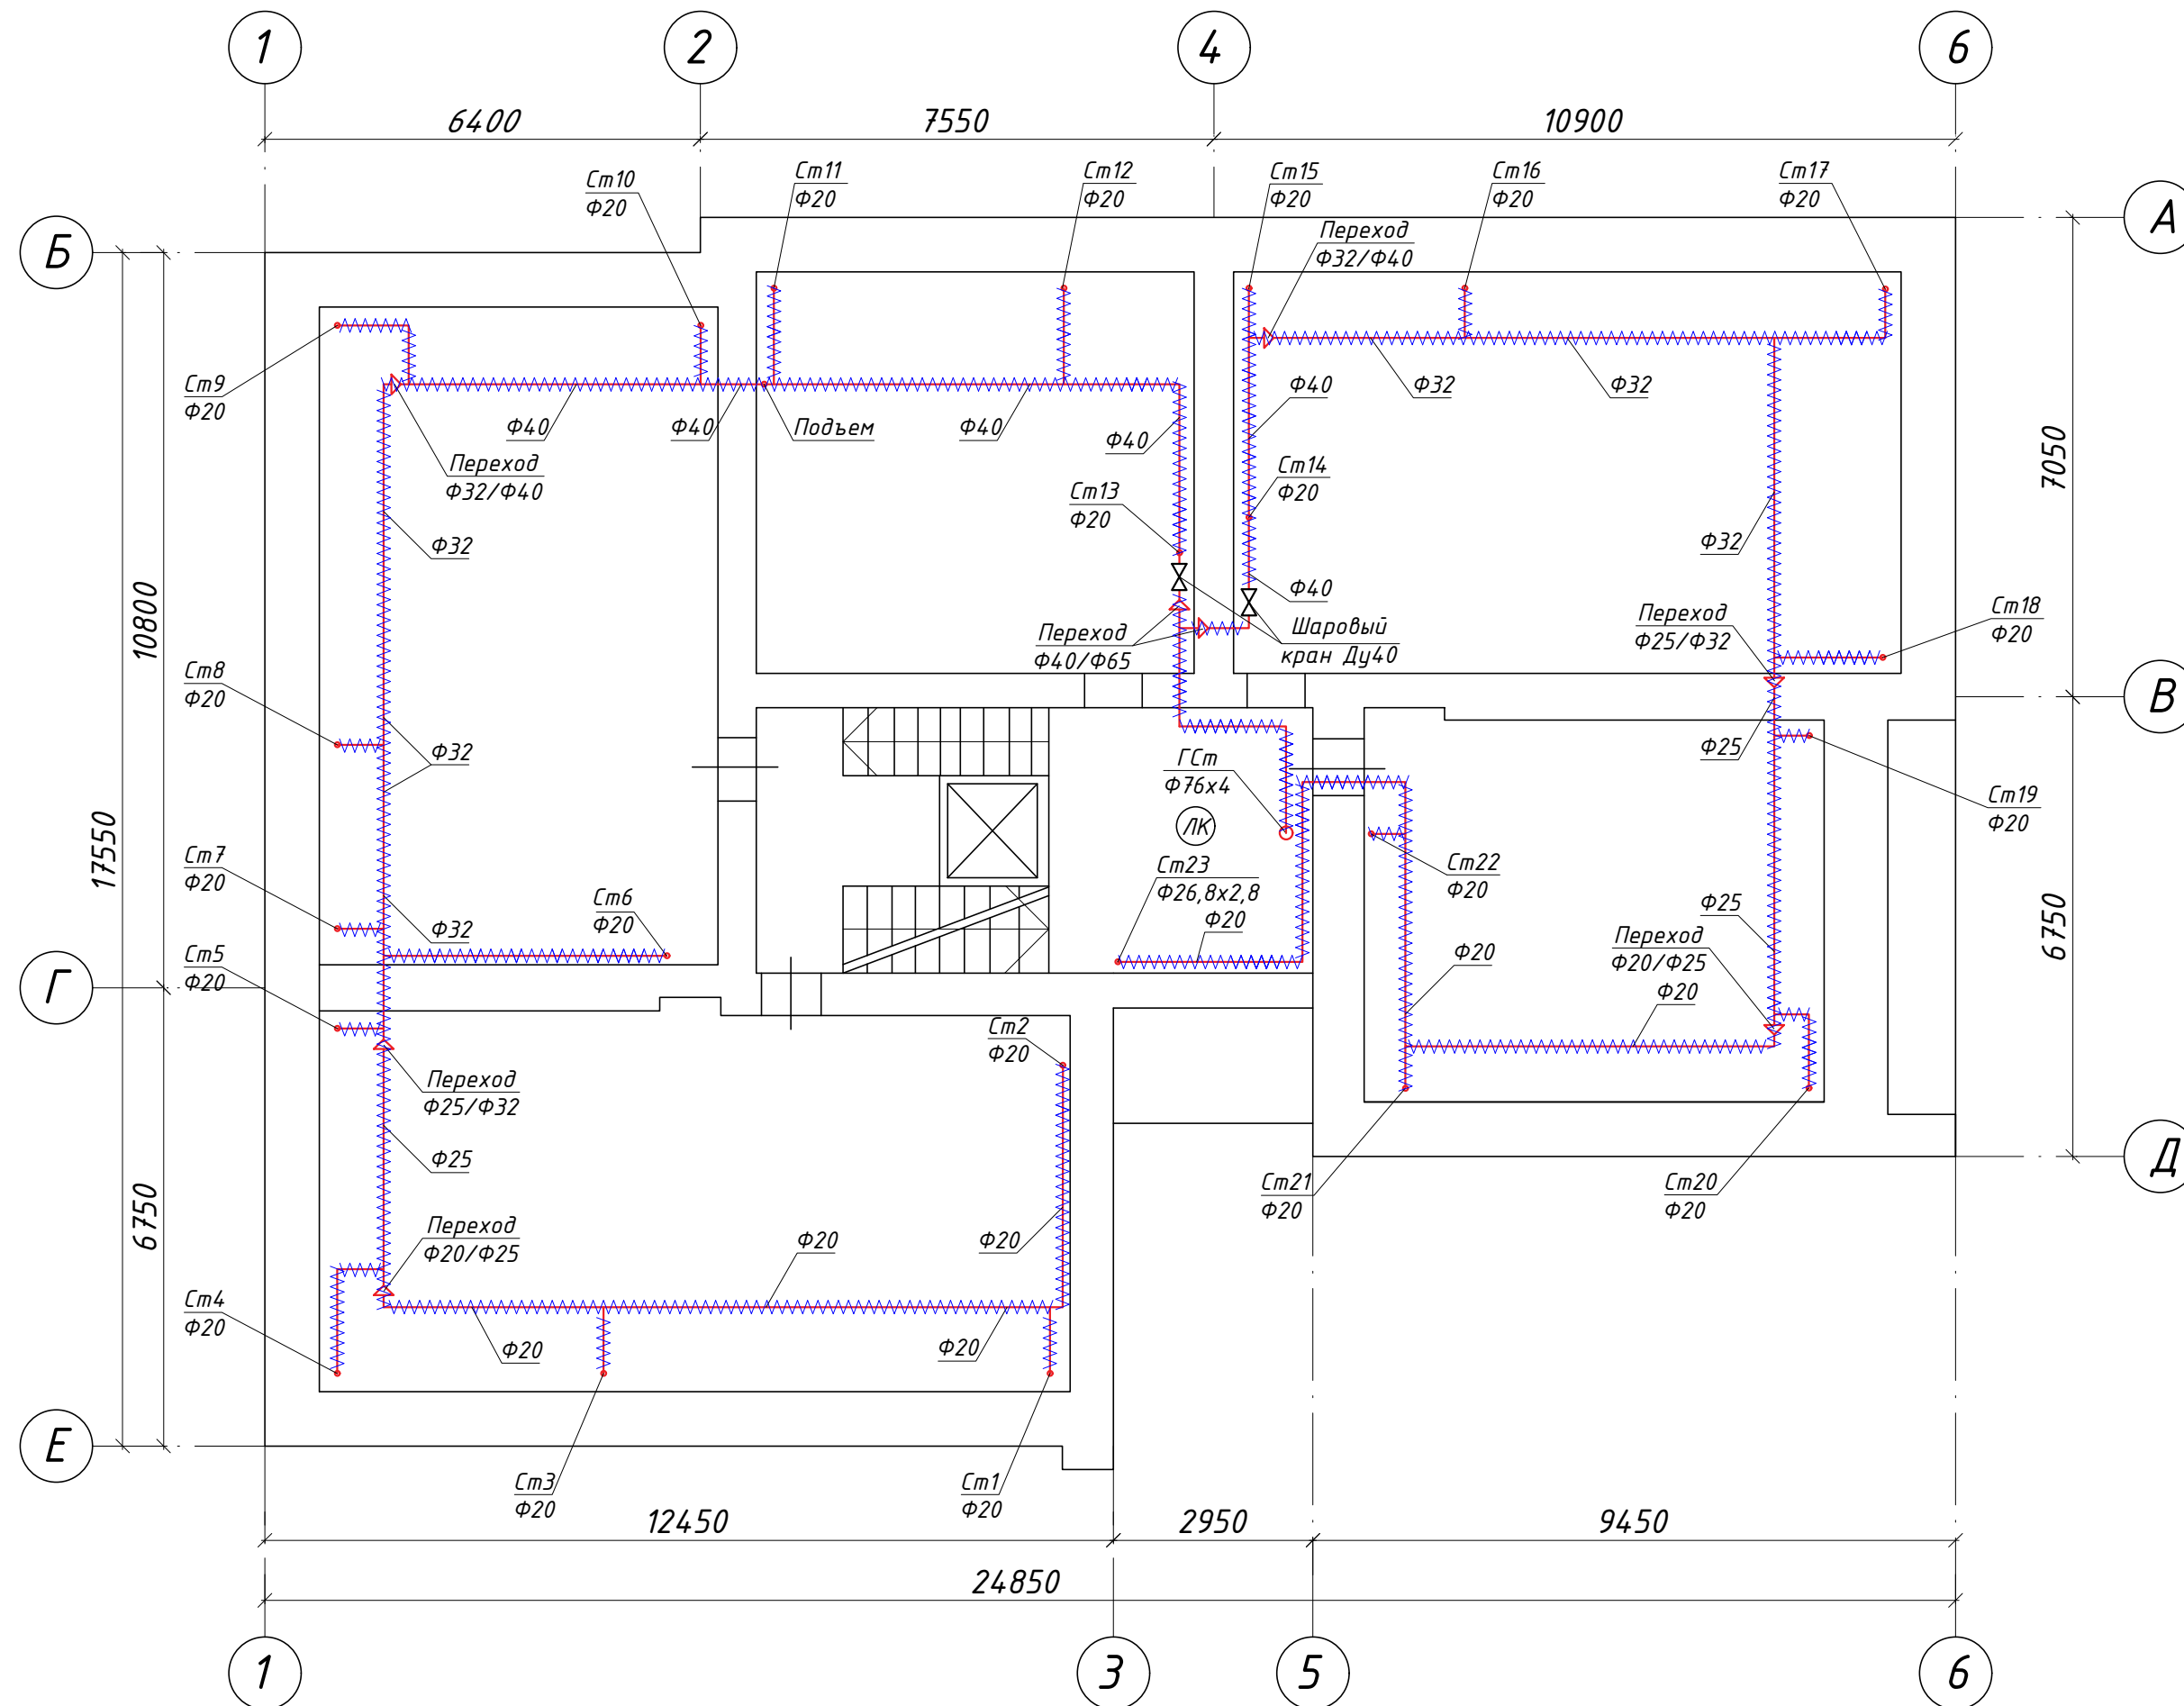 1
2
4
6
6400
7550
10900
Ст10
Ф20
Ст11
Ф20
Ст12
Ф20
Ст15
Ф20
Ст16
Ф20
Ст17
Ф20
Б
А
Переход
Ф32/Ф40
Ст9
Ф20
Ф40
Ф40
Подъем
Ф40
Ф40
Ф40
Ф32
Ф32
Переход
Ф32/Ф40
Ст13
Ф20
Ст14
Ф20
7050
Ф32
Ф32
10800
Ф40
Переход
Ф40/Ф65
Шаровый
кран Ду40
Переход
Ф25/Ф32
Ст18
Ф20
Ст8
Ф20
В
Ф32
Ф25
ГСт
Ф76х4
ЛК
Ст19
Ф20
17550
Ст7
Ф20
Ст23
Ф26,8х2,8
Ф20
Ст22
Ф20
Ст6
Ф20
Ф32
Ф25
6750
Ст5
Ф20
Ф20
Переход
Ф20/Ф25
Ф20
Г
Ст2
Ф20
Переход
Ф25/Ф32
Ф25
Д
Ст21
Ф20
Ст20
Ф20
6750
Переход
Ф20/Ф25
Ф20
Ф20
Ст4
Ф20
Ф20
Ф20
Е
Ст3
Ф20
Ст1
Ф20
12450
2950
9450
24850
1
3
5
6